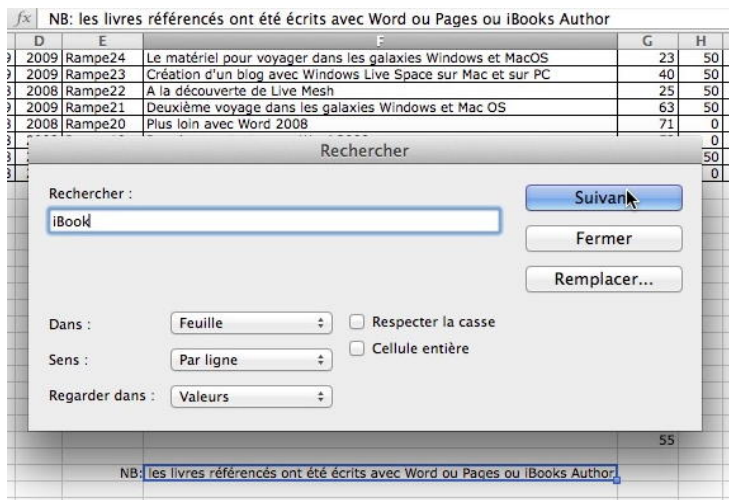 fx NB: les livres référencés ont été écrits avec Word ou Pages ou iBooks Author
D E F G H
2009 Rampe24 Le matériel pour voyager dans les galaxies Windows et MacOS 23 50
2009 Rampe23 Création d'un blog avec Windows Live Space sur Mac et sur PC 40 50
2008 Rampe22 A la découverte de Live Mesh 25 50
2009 Rampe21 Deuxième voyage dans les galaxies Windows et Mac OS 63 50
2008 Rampe20 Plus loin avec Word 2008 71 0
0
50
0
Rechercher
Rechercher :
iBook
Suivant
Fermer
Remplacer...
Dans : Feuille Respecter la casse
Sens : Par ligne Cellule entière
Regarder dans : Valeurs
55
NB: les livres référencés ont été écrits avec Word ou Pages ou iBooks Author